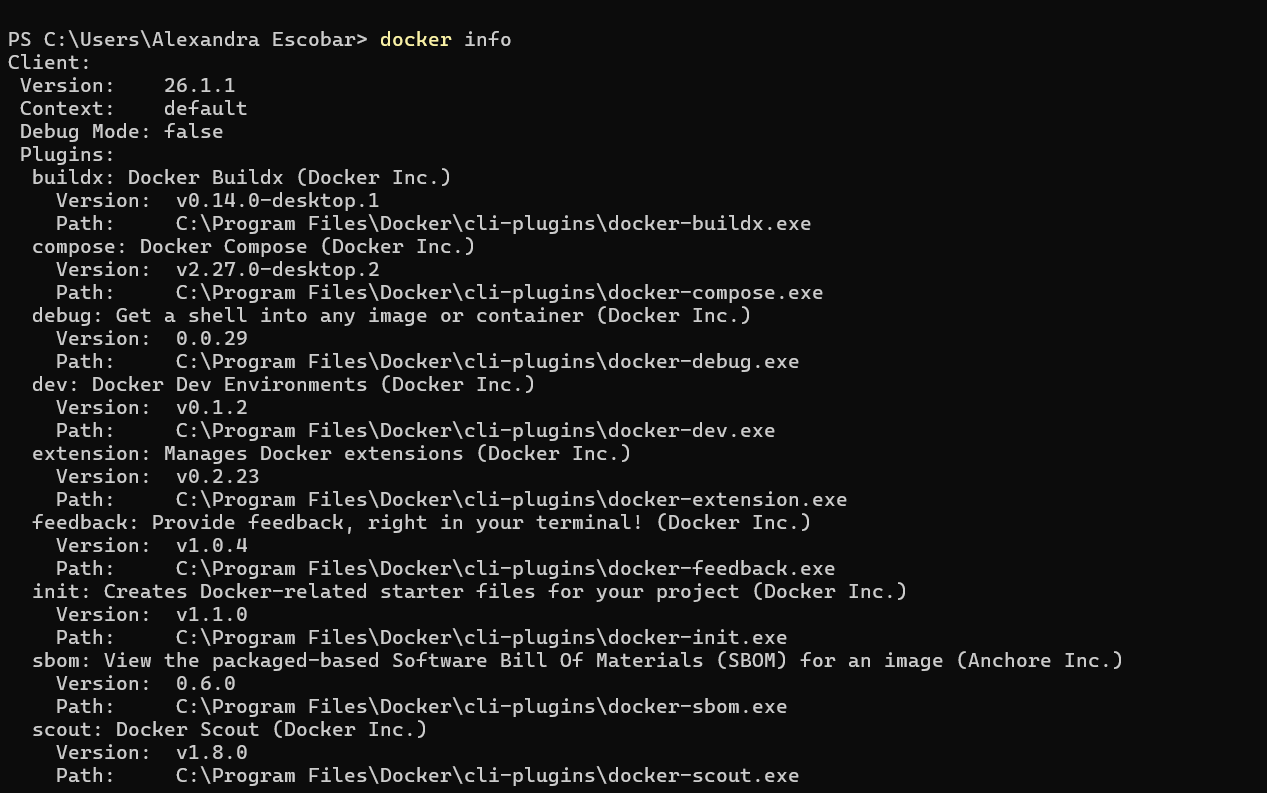 PS C:\Users\Alexandra Escobar> docker info
Client:
 Version:    26.1.1
 Context:    default
 Debug Mode: false
 Plugins:
  buildx: Docker Buildx (Docker Inc.)
    Version:  v0.14.0-desktop.1
    Path:     C:\Program Files\Docker\cli-plugins\docker-buildx.exe
  compose: Docker Compose (Docker Inc.)
    Version:  v2.27.0-desktop.2
    Path:     C:\Program Files\Docker\cli-plugins\docker-compose.exe
  debug: Get a shell into any image or container (Docker Inc.)
    Version:  0.0.29
    Path:     C:\Program Files\Docker\cli-plugins\docker-debug.exe
  dev: Docker Dev Environments (Docker Inc.)
    Version:  v0.1.2
    Path:     C:\Program Files\Docker\cli-plugins\docker-dev.exe
  extension: Manages Docker extensions (Docker Inc.)
    Version:  v0.2.23
    Path:     C:\Program Files\Docker\cli-plugins\docker-extension.exe
  feedback: Provide feedback, right in your terminal! (Docker Inc.)
    Version:  v1.0.4
    Path:     C:\Program Files\Docker\cli-plugins\docker-feedback.exe
  init: Creates Docker-related starter files for your project (Docker Inc.)
    Version:  v1.1.0
    Path:     C:\Program Files\Docker\cli-plugins\docker-init.exe
  sbom: View the packaged-based Software Bill Of Materials (SBOM) for an image (Anchore Inc.)
    Version:  0.6.0
    Path:     C:\Program Files\Docker\cli-plugins\docker-sbom.exe
  scout: Docker Scout (Docker Inc.)
    Version:  v1.8.0
    Path:     C:\Program Files\Docker\cli-plugins\docker-scout.exe